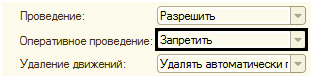 Проведение: Разрешить
Оперативное проведение: Запретить
Удаление движений: Удалять автоматически